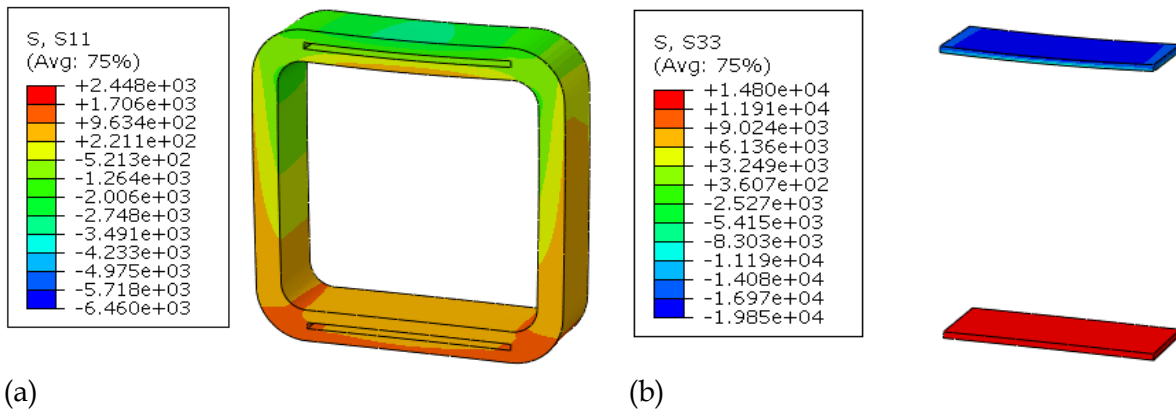 S, S11
(Avg: 75%)
+2.448e+03
+1.706e+03
+9.634e+02
+2.211e+02
-5.213e+02
-1.264e+03
-2.006e+03
-2.748e+03
-3.491e+03
-4.233e+03
-4.975e+03
-5.718e+03
-6.460e+03
(a)
S, S33
(Avg: 75%)
+1.480e+04
+1.191e+04
+9.024e+03
+6.136e+03
+3.249e+03
+3.607e+02
-2.527e+03
-5.415e+03
-8.303e+03
-1.119e+04
-1.408e+04
-1.697e+04
-1.985e+04
(b)